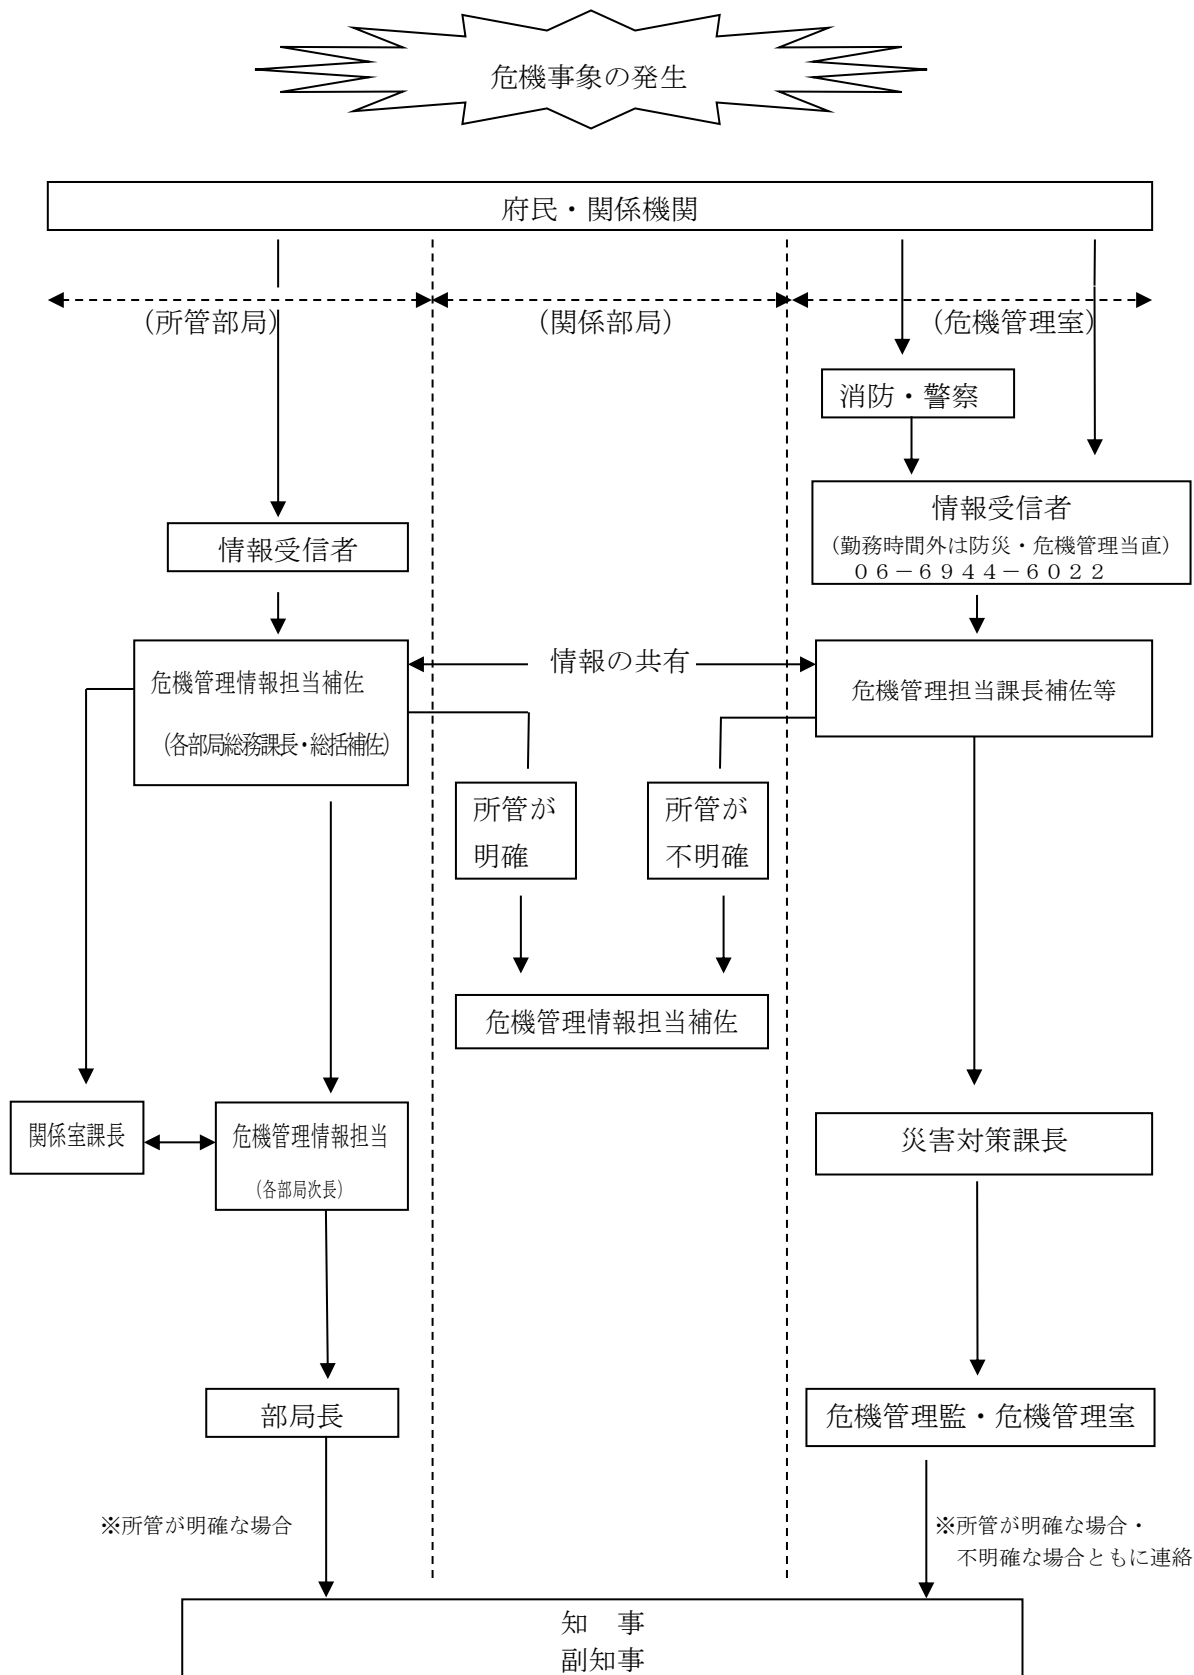 危機事象の発生
府民・関係機関
(所管部局)
(関係部局)
(危機管理室)
消防・警察
情報受信者
(勤務時間外は防災・危機管理当直)
06-6944-6022
情報受信者
危機管理情報担当補佐
(各部局総務課長・総括補佐)
情報の共有
危機管理担当課長補佐等
所管が
明確
所管が
不明確
危機管理情報担当補佐
関係室課長
危機管理情報担当
(各部局次長)
災害対策課長
部局長
危機管理監・危機管理室
※所管が明確な場合
※所管が明確な場合・
不明確な場合ともに連絡
知 事
副知事